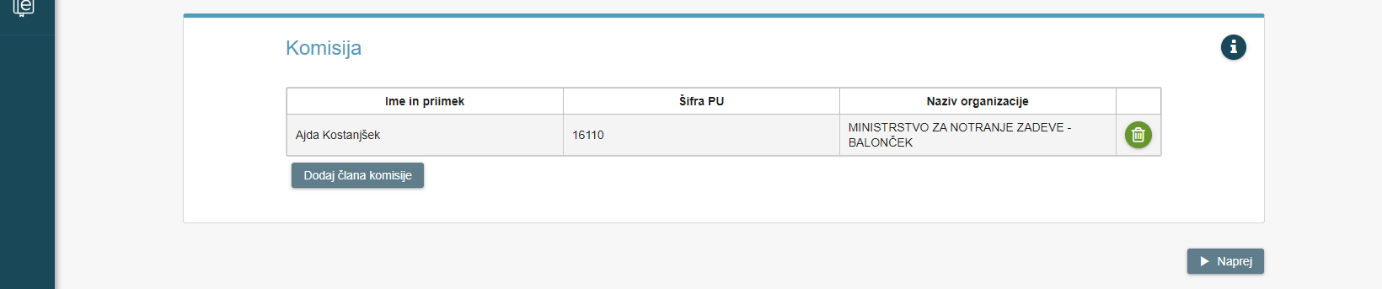 Komisija
Ime in priimek Šifra PU Naziv organizacije
Ajda Kostanjšek 16110 MINISTRSTVO ZA NOTRANJE ZADEVE -
BALONČEK
Dodaj člana komisije
Naprej